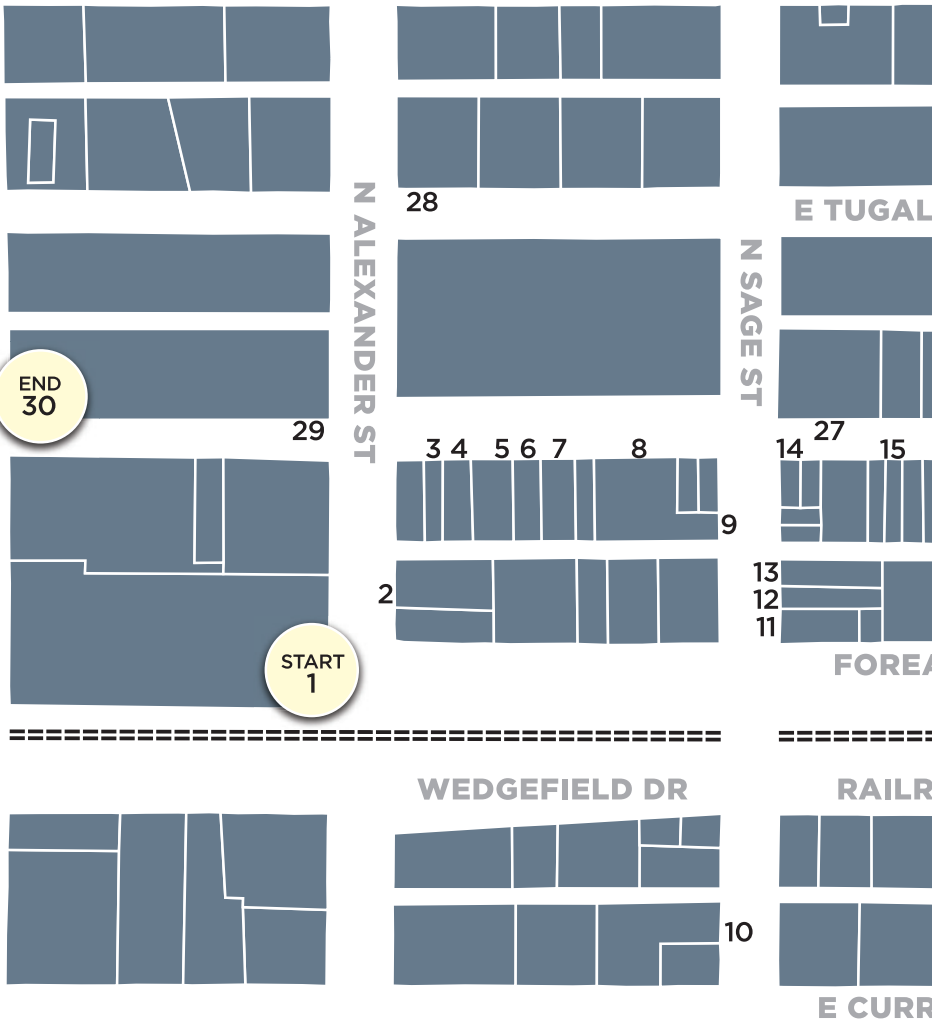 28
N ALEXANDER ST
E TUGAL
N SAGE ST
END
30
29
3 4 5 6 7 8
27
14 15
9
2
13
12
11
START
1
FOREA
WEDGEFIELD DR
RAILR
10
E CURR